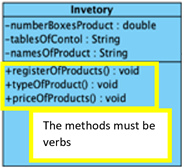 Invetory
-numberBoxesProduct : double
-tablesOfContol : String
-namesOfProduct : String
+registerOfProducts() : void
+typeOfProduct() : void
+priceOfProducts() : void
The methods must be
verbs